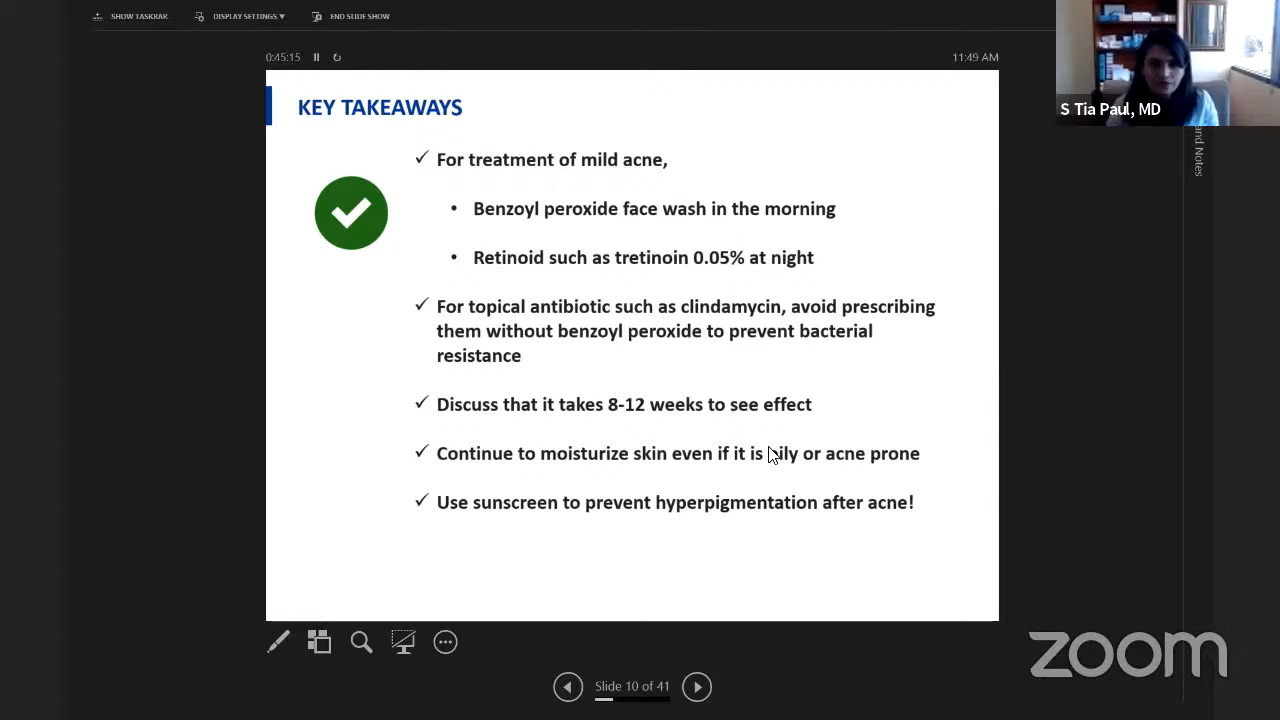 SHOW TASKBAR
DISPLAY SETTINGS ▼
END SLIDE SHOW
0:45:15
11:49 AM
S Tia Paul, MD
and Notes
KEY TAKEAWAYS
✓ For treatment of mild acne,
• Benzoyl peroxide face wash in the morning
• Retinoid such as tretinoin 0.05% at night
✓ For topical antibiotic such as clindamycin, avoid prescribing
them without benzoyl peroxide to prevent bacterial
resistance
✓ Discuss that it takes 8-12 weeks to see effect
✓ Continue to moisturize skin even if it is oily or acne prone
✓ Use sunscreen to prevent hyperpigmentation after acne!
zoom
Slide 10 of 41